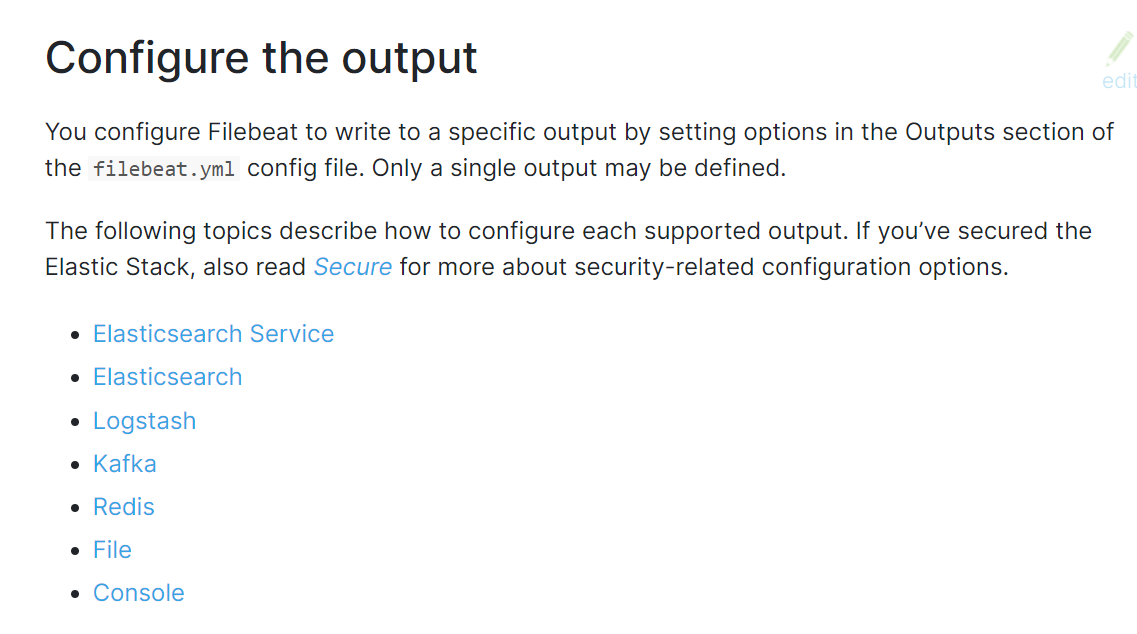 Configure the output
edit
You configure Filebeat to write to a specific output by setting options in the Outputs section of
the filebeat.yml config file. Only a single output may be defined.
The following topics describe how to configure each supported output. If you’ve secured the
Elastic Stack, also read Secure for more about security-related configuration options.
Elasticsearch Service
Elasticsearch
Logstash
Kafka
Redis
File
Console